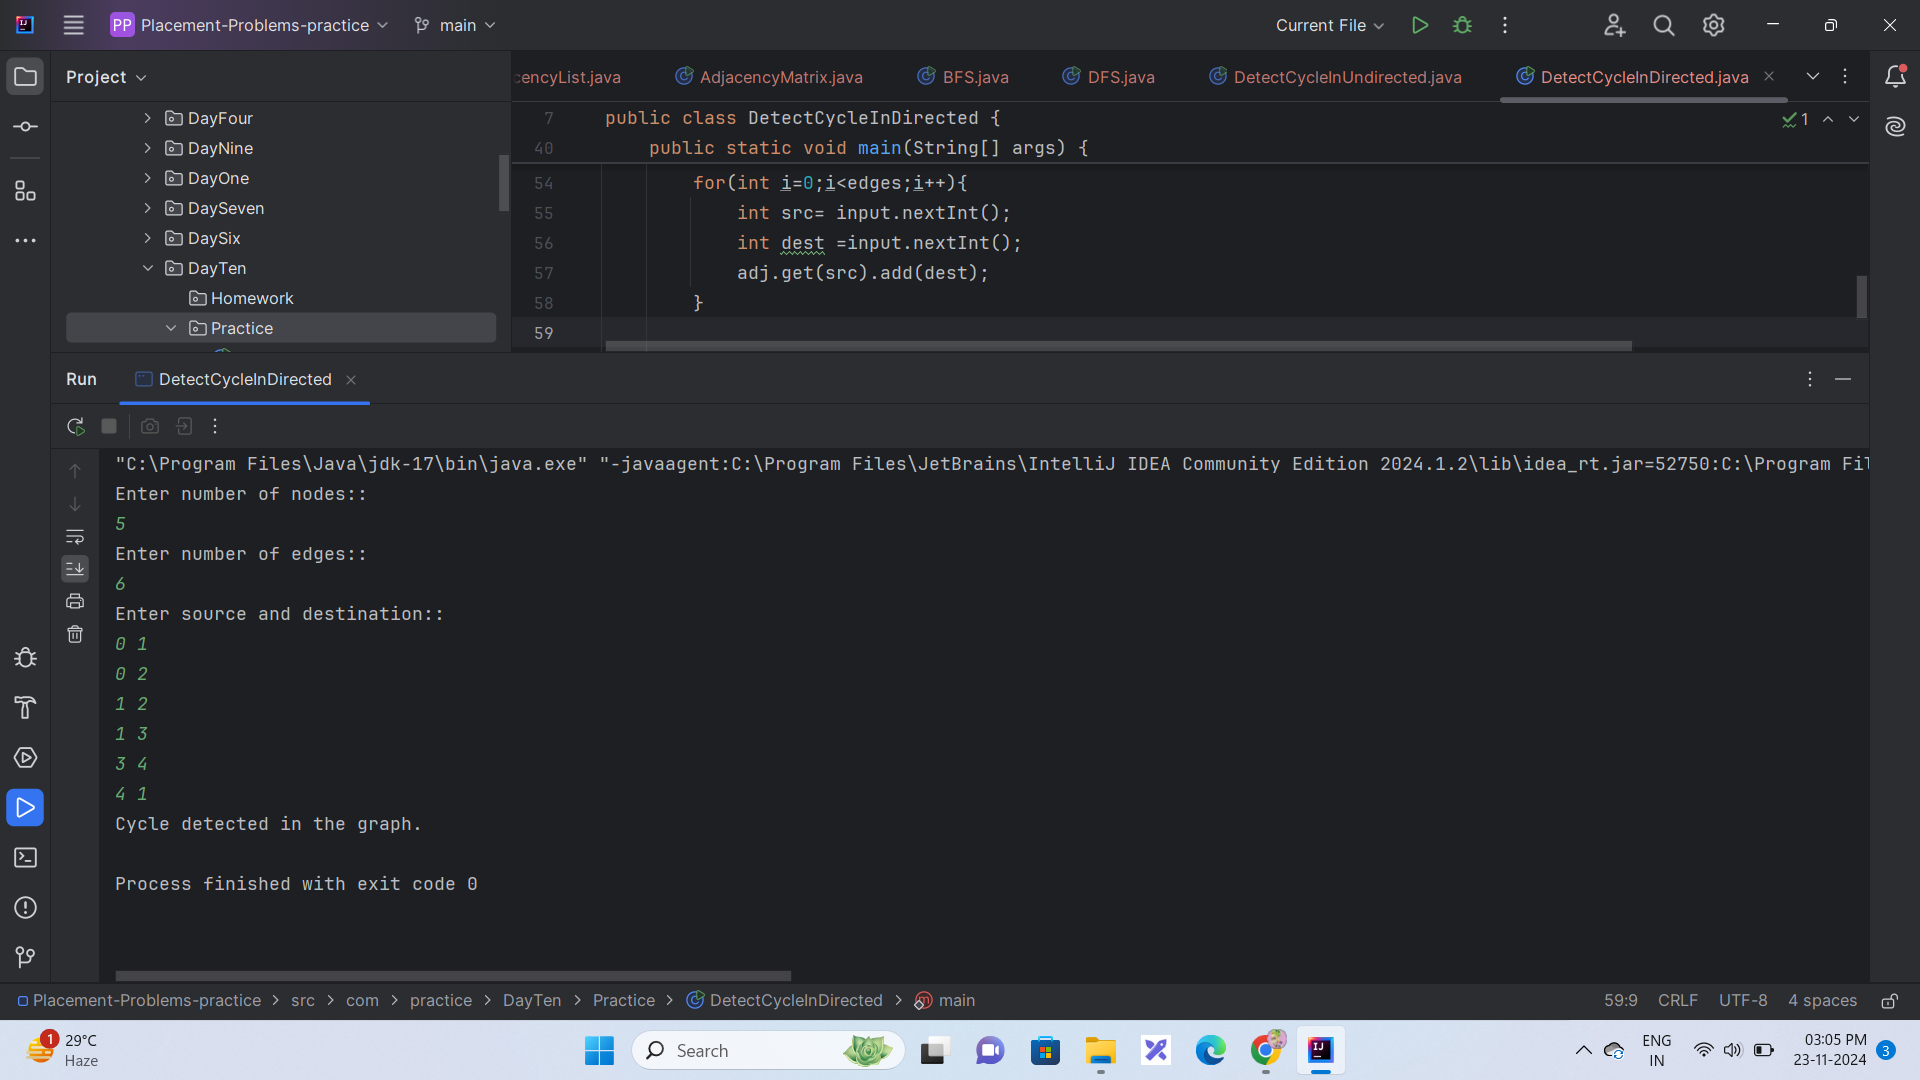 PP Placement-Problems-practice main Current File
Project
DayFour
DayNine
DayOne
DaySeven
DaySix
DayTen
Homework
Practice
cencyList.java AdjacencyMatrix.java BFS.java DFS.java DetectCycleInUndirected.java DetectCycleInDirected.java
7 public class DetectCycleInDirected { 1
40 public static void main(String[] args) {
54 for(int i=0;i<edges;i++){
55 int src= input.nextInt();
56 int dest =input.nextInt();
57 adj.get(src).add(dest);
58 }
59
Run DetectCycleInDirected
"C:\Program Files\Java\jdk-17\bin\java.exe" "-javaagent:C:\Program Files\JetBrains\IntelliJ IDEA Community Edition 2024.1.2\lib\idea_rt.jar=52750:C:\Program Fil
Enter number of nodes::
5
Enter number of edges::
6
Enter source and destination::
0 1
0 2
1 2
1 3
3 4
4 1
Cycle detected in the graph.
Process finished with exit code 0
Placement-Problems-practice > src > com > practice > DayTen > Practice > DetectCycleInDirected > m main 59:9 CRLF UTF-8 4 spaces
1 29°C
Haze
Search
IJ
ENG
IN
03:05 PM
23-11-2024
3